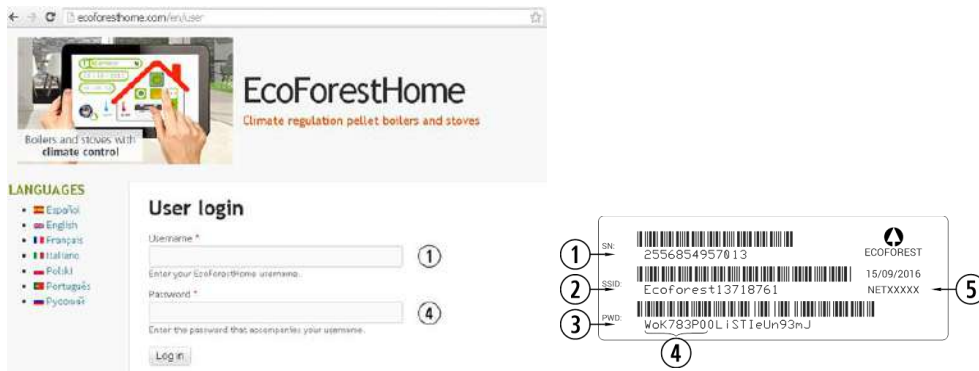 ecoforesthome.com/en/user
EcoForestHome
Climate regulation pellet boilers and stoves
Boilers and stoves with
climate control
LANGUAGES
Español
English
Français
Italiano
Polski
Português
Русский
User login
Username *
1
Enter your EcoForestHome username.
Password *
4
Enter the password that accompanies your username.
Log in
1
SN:
2556854957013
ECOFOREST
2
SSID:
Ecoforest13718761
15/09/2016
NETXXXXX
5
3
PWD:
WoK783P00LiSTIeUn93mJ
4